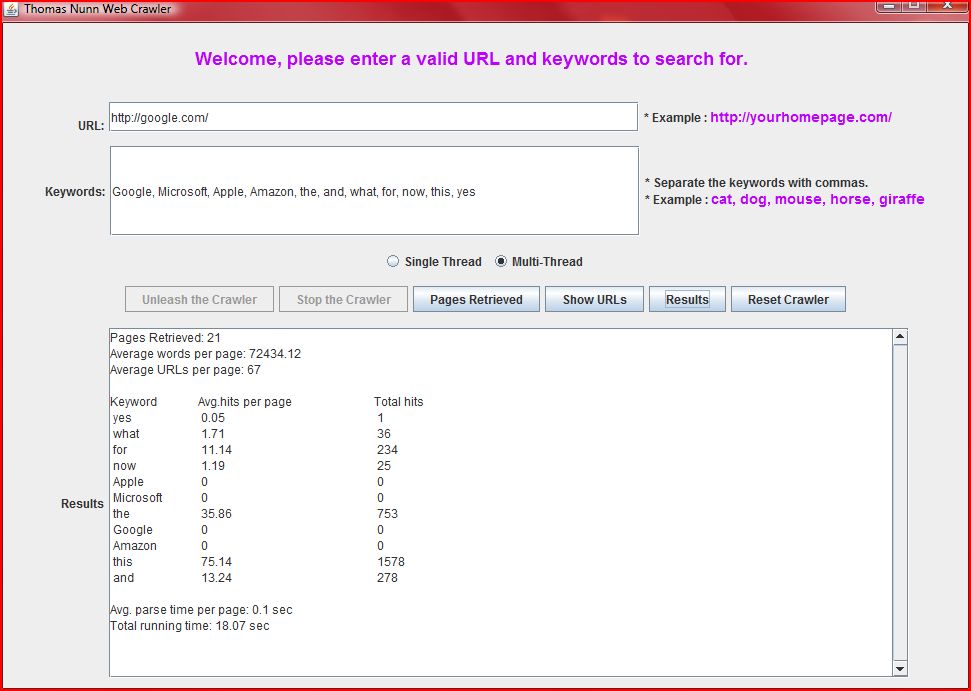 Thomas Nunn Web Crawler
Welcome, please enter a valid URL and keywords to search for.
URL: http://google.com/ * Example : http://yourhomepage.com/
Keywords: Google, Microsoft, Apple, Amazon, the, and, what, for, now, this, yes
* Separate the keywords with commas.
* Example : cat, dog, mouse, horse, giraffe
Single Thread Multi-Thread
Unleash the Crawler Stop the Crawler Pages Retrieved Show URLs Results Reset Crawler
Results
Pages Retrieved: 21
Average words per page: 72434.12
Average URLs per page: 67
Keyword Avg.hits per page Total hits
yes 0.05 1
what 1.71 36
for 11.14 234
now 1.19 25
Apple 0 0
Microsoft 0 0
the 35.86 753
Google 0 0
Amazon 0 0
this 75.14 1578
and 13.24 278
Avg. parse time per page: 0.1 sec
Total running time: 18.07 sec